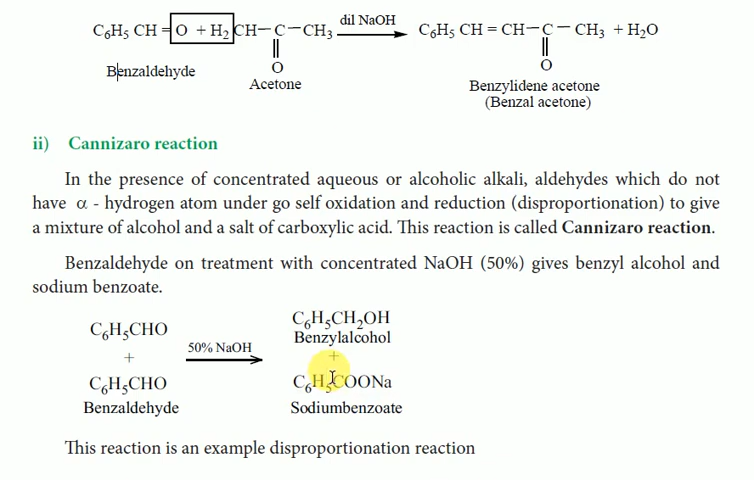 C₆H₅ CH = O + H₂ CH – C – CH₃ dil NaOH C₆H₅ CH = CH – C – CH₃ + H₂O
O O
Benzaldehyde Acetone Benzylidene acetone
(Benzal acetone)
ii) Cannizaro reaction
In the presence of concentrated aqueous or alcoholic alkali, aldehydes which do not
have α - hydrogen atom under go self oxidation and reduction (disproportionation) to give
a mixture of alcohol and a salt of carboxylic acid. This reaction is called Cannizaro reaction.
Benzaldehyde on treatment with concentrated NaOH (50%) gives benzyl alcohol and
sodium benzoate.
C₆H₅CHO 50% NaOH C₆H₅CH₂OH
Benzylalcohol
+ +
C₆H₅CHO C₆H₅COONa
Benzaldehyde Sodiumbenzoate
This reaction is an example disproportionation reaction